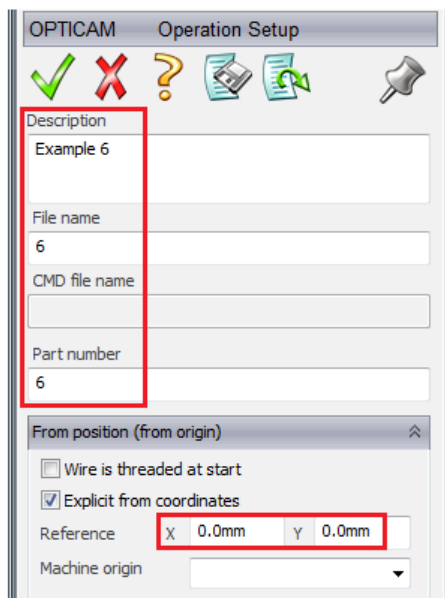 OPTICAM Operation Setup
Description
Example 6
File name
6
CMD file name
Part number
6
From position (from origin)
Wire is threaded at start
Explicit from coordinates
Reference X 0.0mm Y 0.0mm
Machine origin